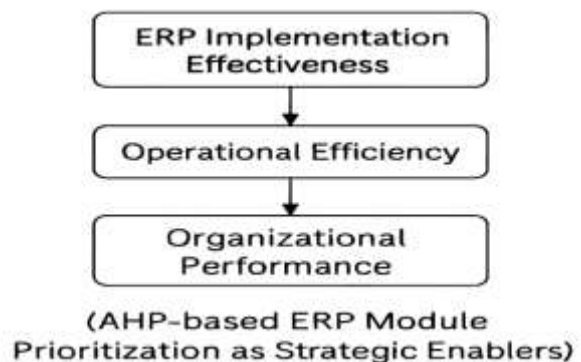 ERP Implementation
Effectiveness
Operational Efficiency
Organizational
Performance
(AHP-based ERP Module
Prioritization as Strategic Enablers)